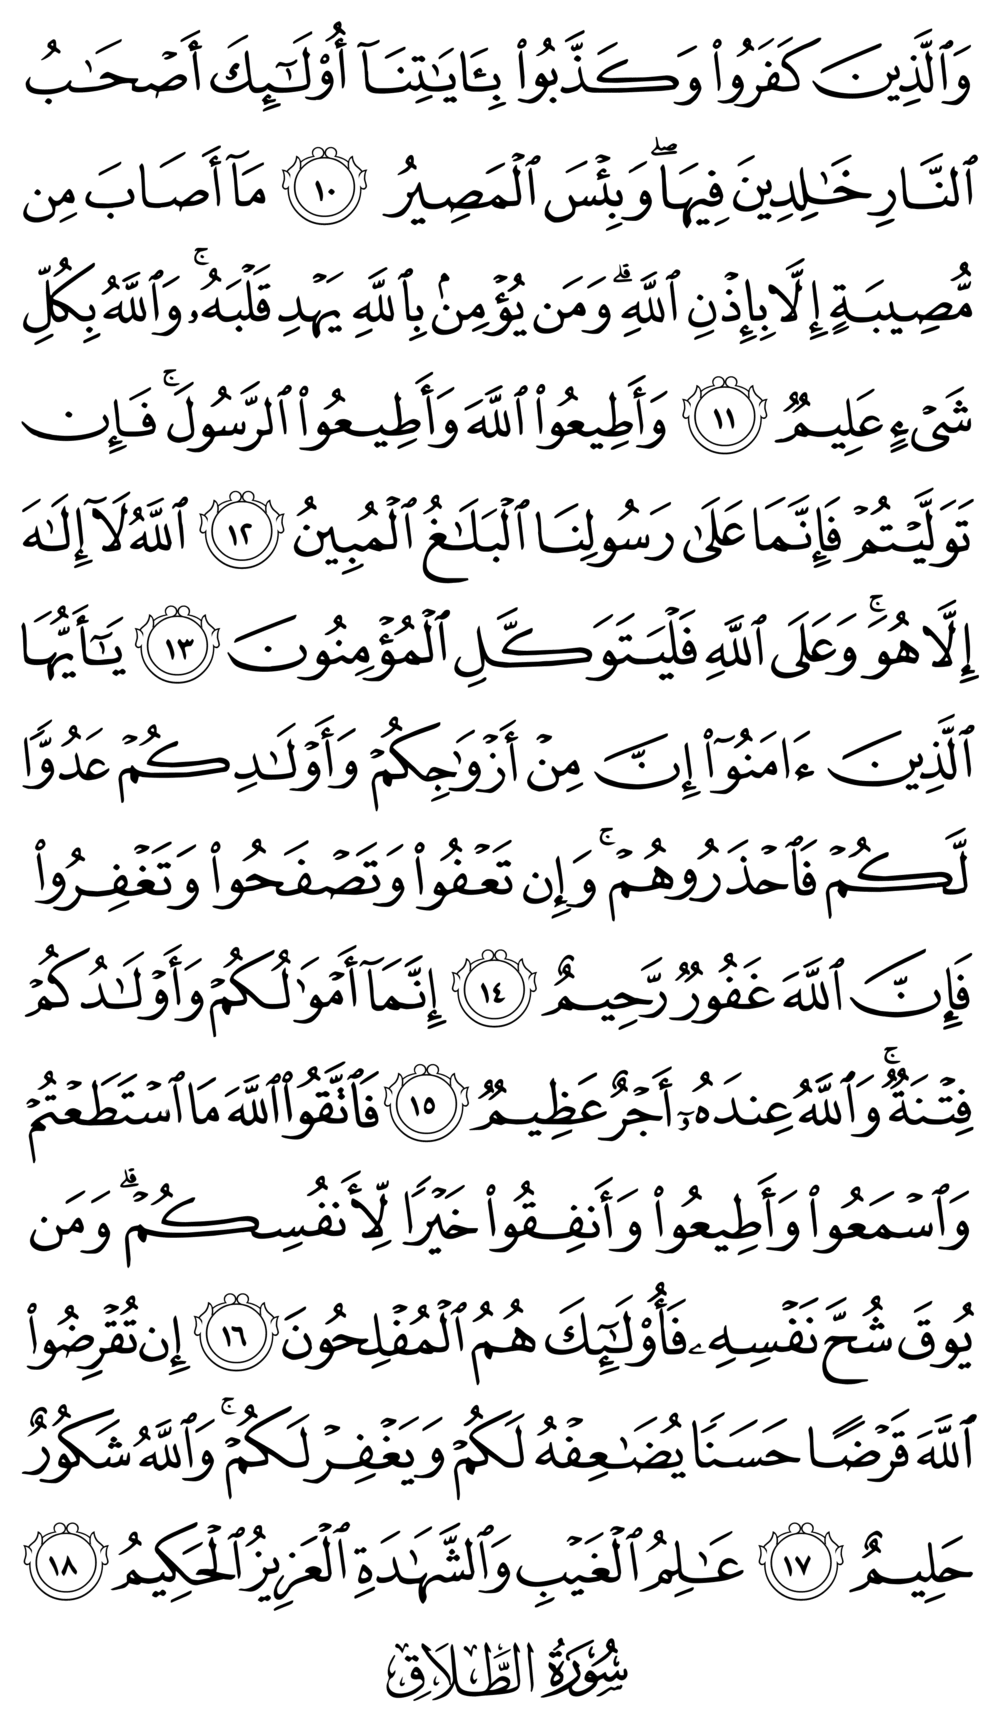 وَٱلَّذِينَ كَفَرُوا۟ وَكَذَّبُوا۟ بِـَٔايَـٰتِنَآ أُو۟لَـٰٓئِكَ أَصْحَـٰبُ
ٱلنَّارِ خَـٰلِدِينَ فِيهَا ۖ وَبِئْسَ ٱلْمَصِيرُ ١٠ مَآ أَصَابَ مِن
مُّصِيبَةٍ إِلَّا بِإِذْنِ ٱللَّهِ ۗ وَمَن يُؤْمِنۢ بِٱللَّهِ يَهْدِ قَلْبَهُۥ ۚ وَٱللَّهُ بِكُلِّ
شَىْءٍ عَلِيمٌ ١١ وَأَطِيعُوا۟ ٱللَّهَ وَأَطِيعُوا۟ ٱلرَّسُولَ ۚ فَإِن
تَوَلَّيْتُمْ فَإِنَّمَا عَلَىٰ رَسُولِنَا ٱلْبَلَـٰغُ ٱلْمُبِينُ ١٢ ٱللَّهُ لَآ إِلَـٰهَ
إِلَّا هُوَ ۚ وَعَلَى ٱللَّهِ فَلْيَتَوَكَّلِ ٱلْمُؤْمِنُونَ ١٣ يَـٰٓأَيُّهَا
ٱلَّذِينَ ءَامَنُوٓا۟ إِنَّ مِنْ أَزْوَٰجِكُمْ وَأَوْلَـٰدِكُمْ عَدُوًّا
لَّكُمْ فَٱحْذَرُوهُمْ ۚ وَإِن تَعْفُوا۟ وَتَصْفَحُوا۟ وَتَغْفِرُوا۟
فَإِنَّ ٱللَّهَ غَفُورٌ رَّحِيمٌ ١٤ إِنَّمَآ أَمْوَٰلُكُمْ وَأَوْلَـٰدُكُمْ
فِتْنَةٌ ۚ وَٱللَّهُ عِندَهُۥٓ أَجْرٌ عَظِيمٌ ١٥ فَٱتَّقُوا۟ ٱللَّهَ مَا ٱسْتَطَعْتُمْ
وَٱسْمَعُوا۟ وَأَطِيعُوا۟ وَأَنفِقُوا۟ خَيْرًا لِّأَنفُسِكُمْ ۗ وَمَن
يُوقَ شُحَّ نَفْسِهِۦ فَأُو۟لَـٰٓئِكَ هُمُ ٱلْمُفْلِحُونَ ١٦ إِن تُقْرِضُوا۟
ٱللَّهَ قَرْضًا حَسَنًا يُضَـٰعِفْهُ لَكُمْ وَيَغْفِرْ لَكُمْ ۚ وَٱللَّهُ شَكُورٌ
حَلِيمٌ ١٧ عَـٰلِمُ ٱلْغَيْبِ وَٱلشَّهَـٰدَةِ ٱلْعَزِيزُ ٱلْحَكِيمُ ١٨
سُورَةُ الطَّلَاقِ